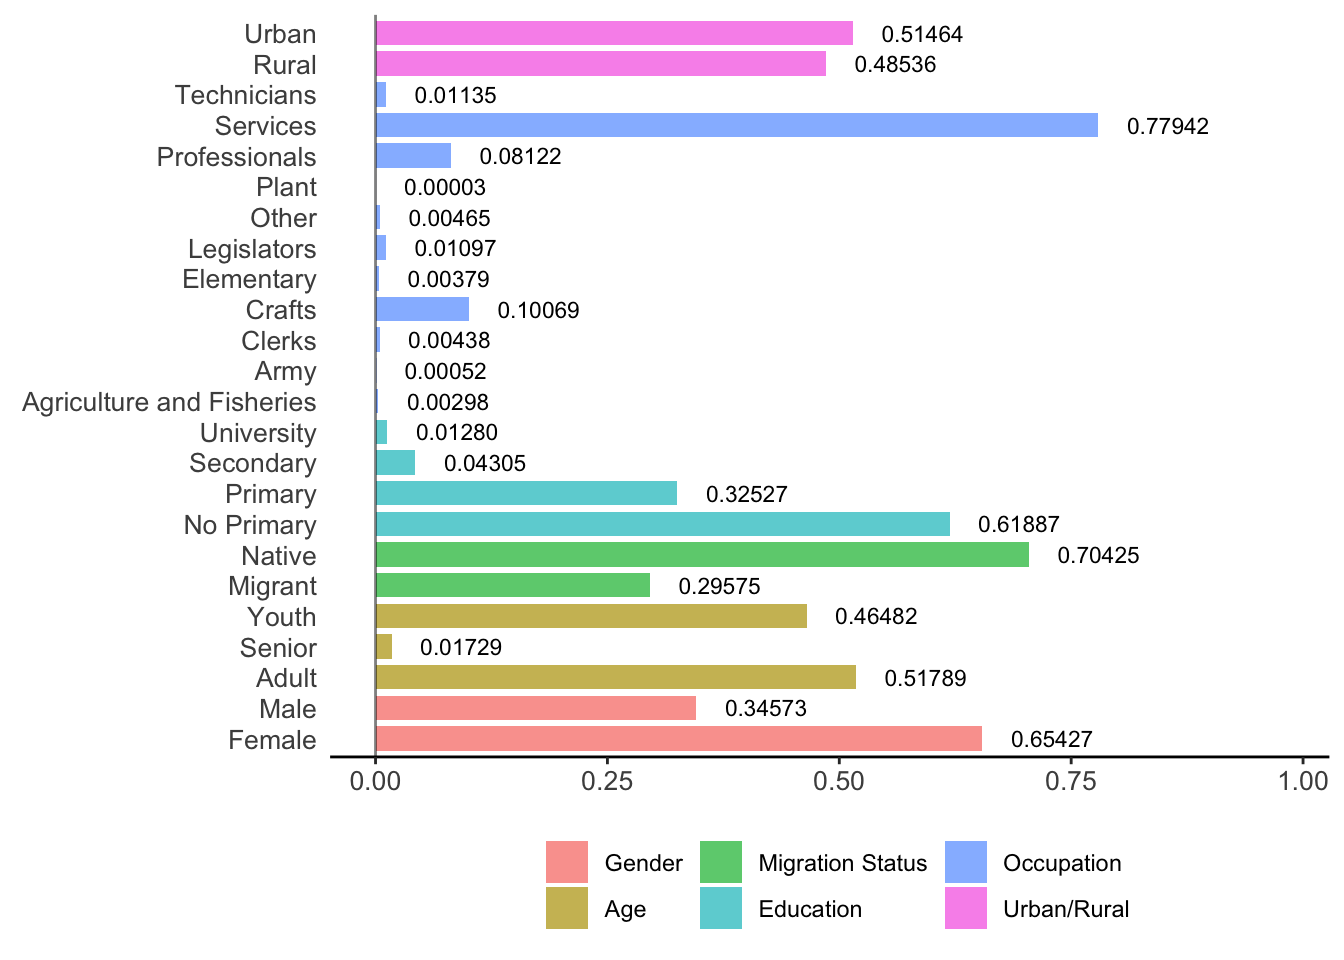 Urban 0.51464
Rural 0.48536
Technicians 0.01135
Services 0.77942
Professionals 0.08122
Plant 0.00003
Other 0.00465
Legislators 0.01097
Elementary 0.00379
Crafts 0.10069
Clerks 0.00438
Army 0.00052
Agriculture and Fisheries 0.00298
University 0.01280
Secondary 0.04305
Primary 0.32527
No Primary 0.61887
Native 0.70425
Migrant 0.29575
Youth 0.46482
Senior 0.01729
Adult 0.51789
Male 0.34573
Female 0.65427
0.00 0.25 0.50 0.75 1.00
Gender Migration Status Occupation
Age Education Urban/Rural